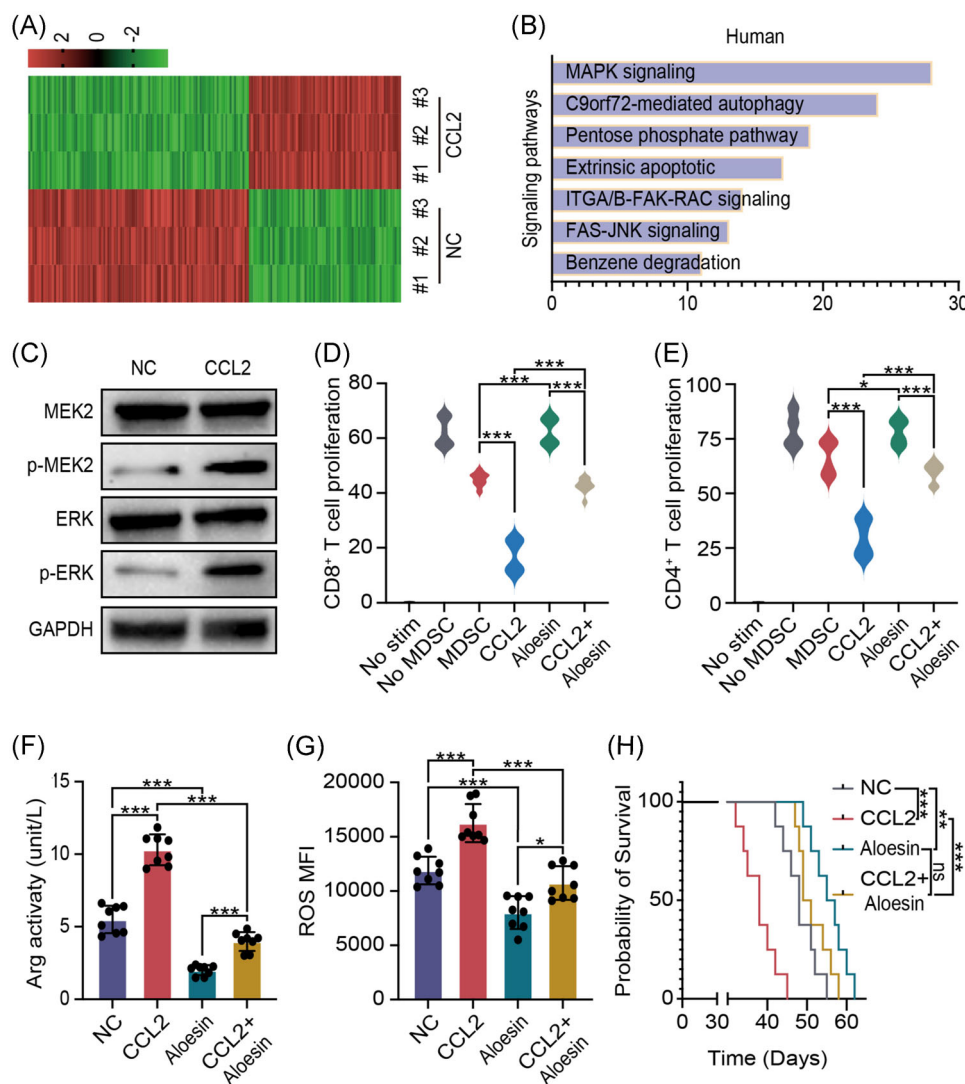 (A)
2
0
-2
#3
#2
#1
CCL2
#3
#2
#1
NC
(B)
Human
Signaling pathways
MAPK signaling
C9orf72-mediated autophagy
Pentose phosphate pathway
Extrinsic apoptotic
ITGA/B-FAK-RAC signaling
FAS-JNK signaling
Benzene degradation
0 10 20 30
(C)
NC CCL2
MEK2
p-MEK2
ERK
p-ERK
GAPDH
(D)
CD8+ T cell proliferation
80
60
40
20
0
***
***
***
***
No stim
No MDSC
MDSC
CCL2
Aloesin
CCL2+
Aloesin
(E)
CD4+ T cell proliferation
100
75
50
25
0
***
*
***
***
No stim
No MDSC
MDSC
CCL2
Aloesin
CCL2+
Aloesin
(F)
Arg activaty (unit/L)
15
10
5
0
***
***
***
***
NC
CCL2
Aloesin
CCL2+
Aloesin
(G)
ROS MFI
20000
15000
10000
5000
0
***
***
***
*
NC
CCL2
Aloesin
CCL2+
Aloesin
(H)
Probability of Survival
100
50
0
NC
CCL2
Aloesin
CCL2+
Aloesin
***
**
***
ns
0 30 40 60
Time (Days)